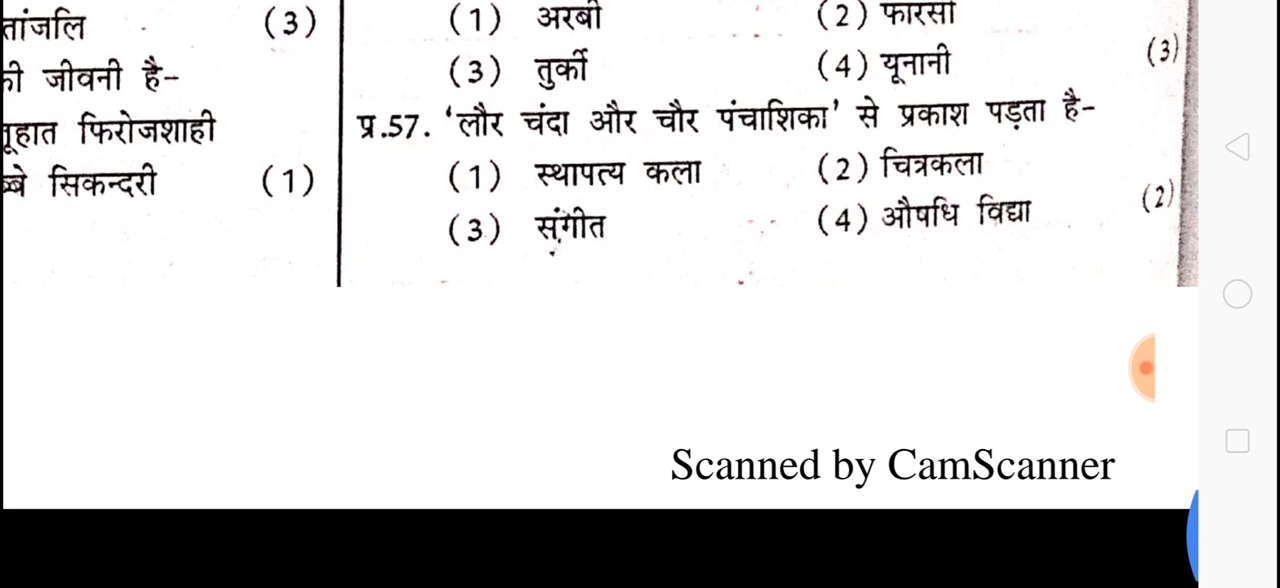 तांजलि (3)
जीवनी है-
फिरोजशाही
सिकन्दरी (1)
(1) अरबी (2) फारसी
(3) तुर्की (4) यूनानी (3)
प्र.57. 'लौर चंदा और चौर पंचाशिका' से प्रकाश पड़ता है-
(1) स्थापत्य कला (2) चित्रकला
(3) संगीत (4) औषधि विद्या (2)
Scanned by CamScanner